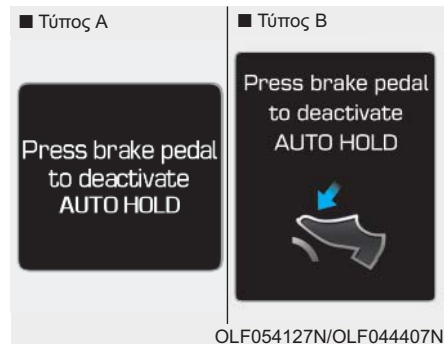 ■ Τύπος A
Press brake pedal
to deactivate
AUTO HOLD
■ Τύπος B
Press brake pedal
to deactivate
AUTO HOLD
OLF054127N/OLF044407N